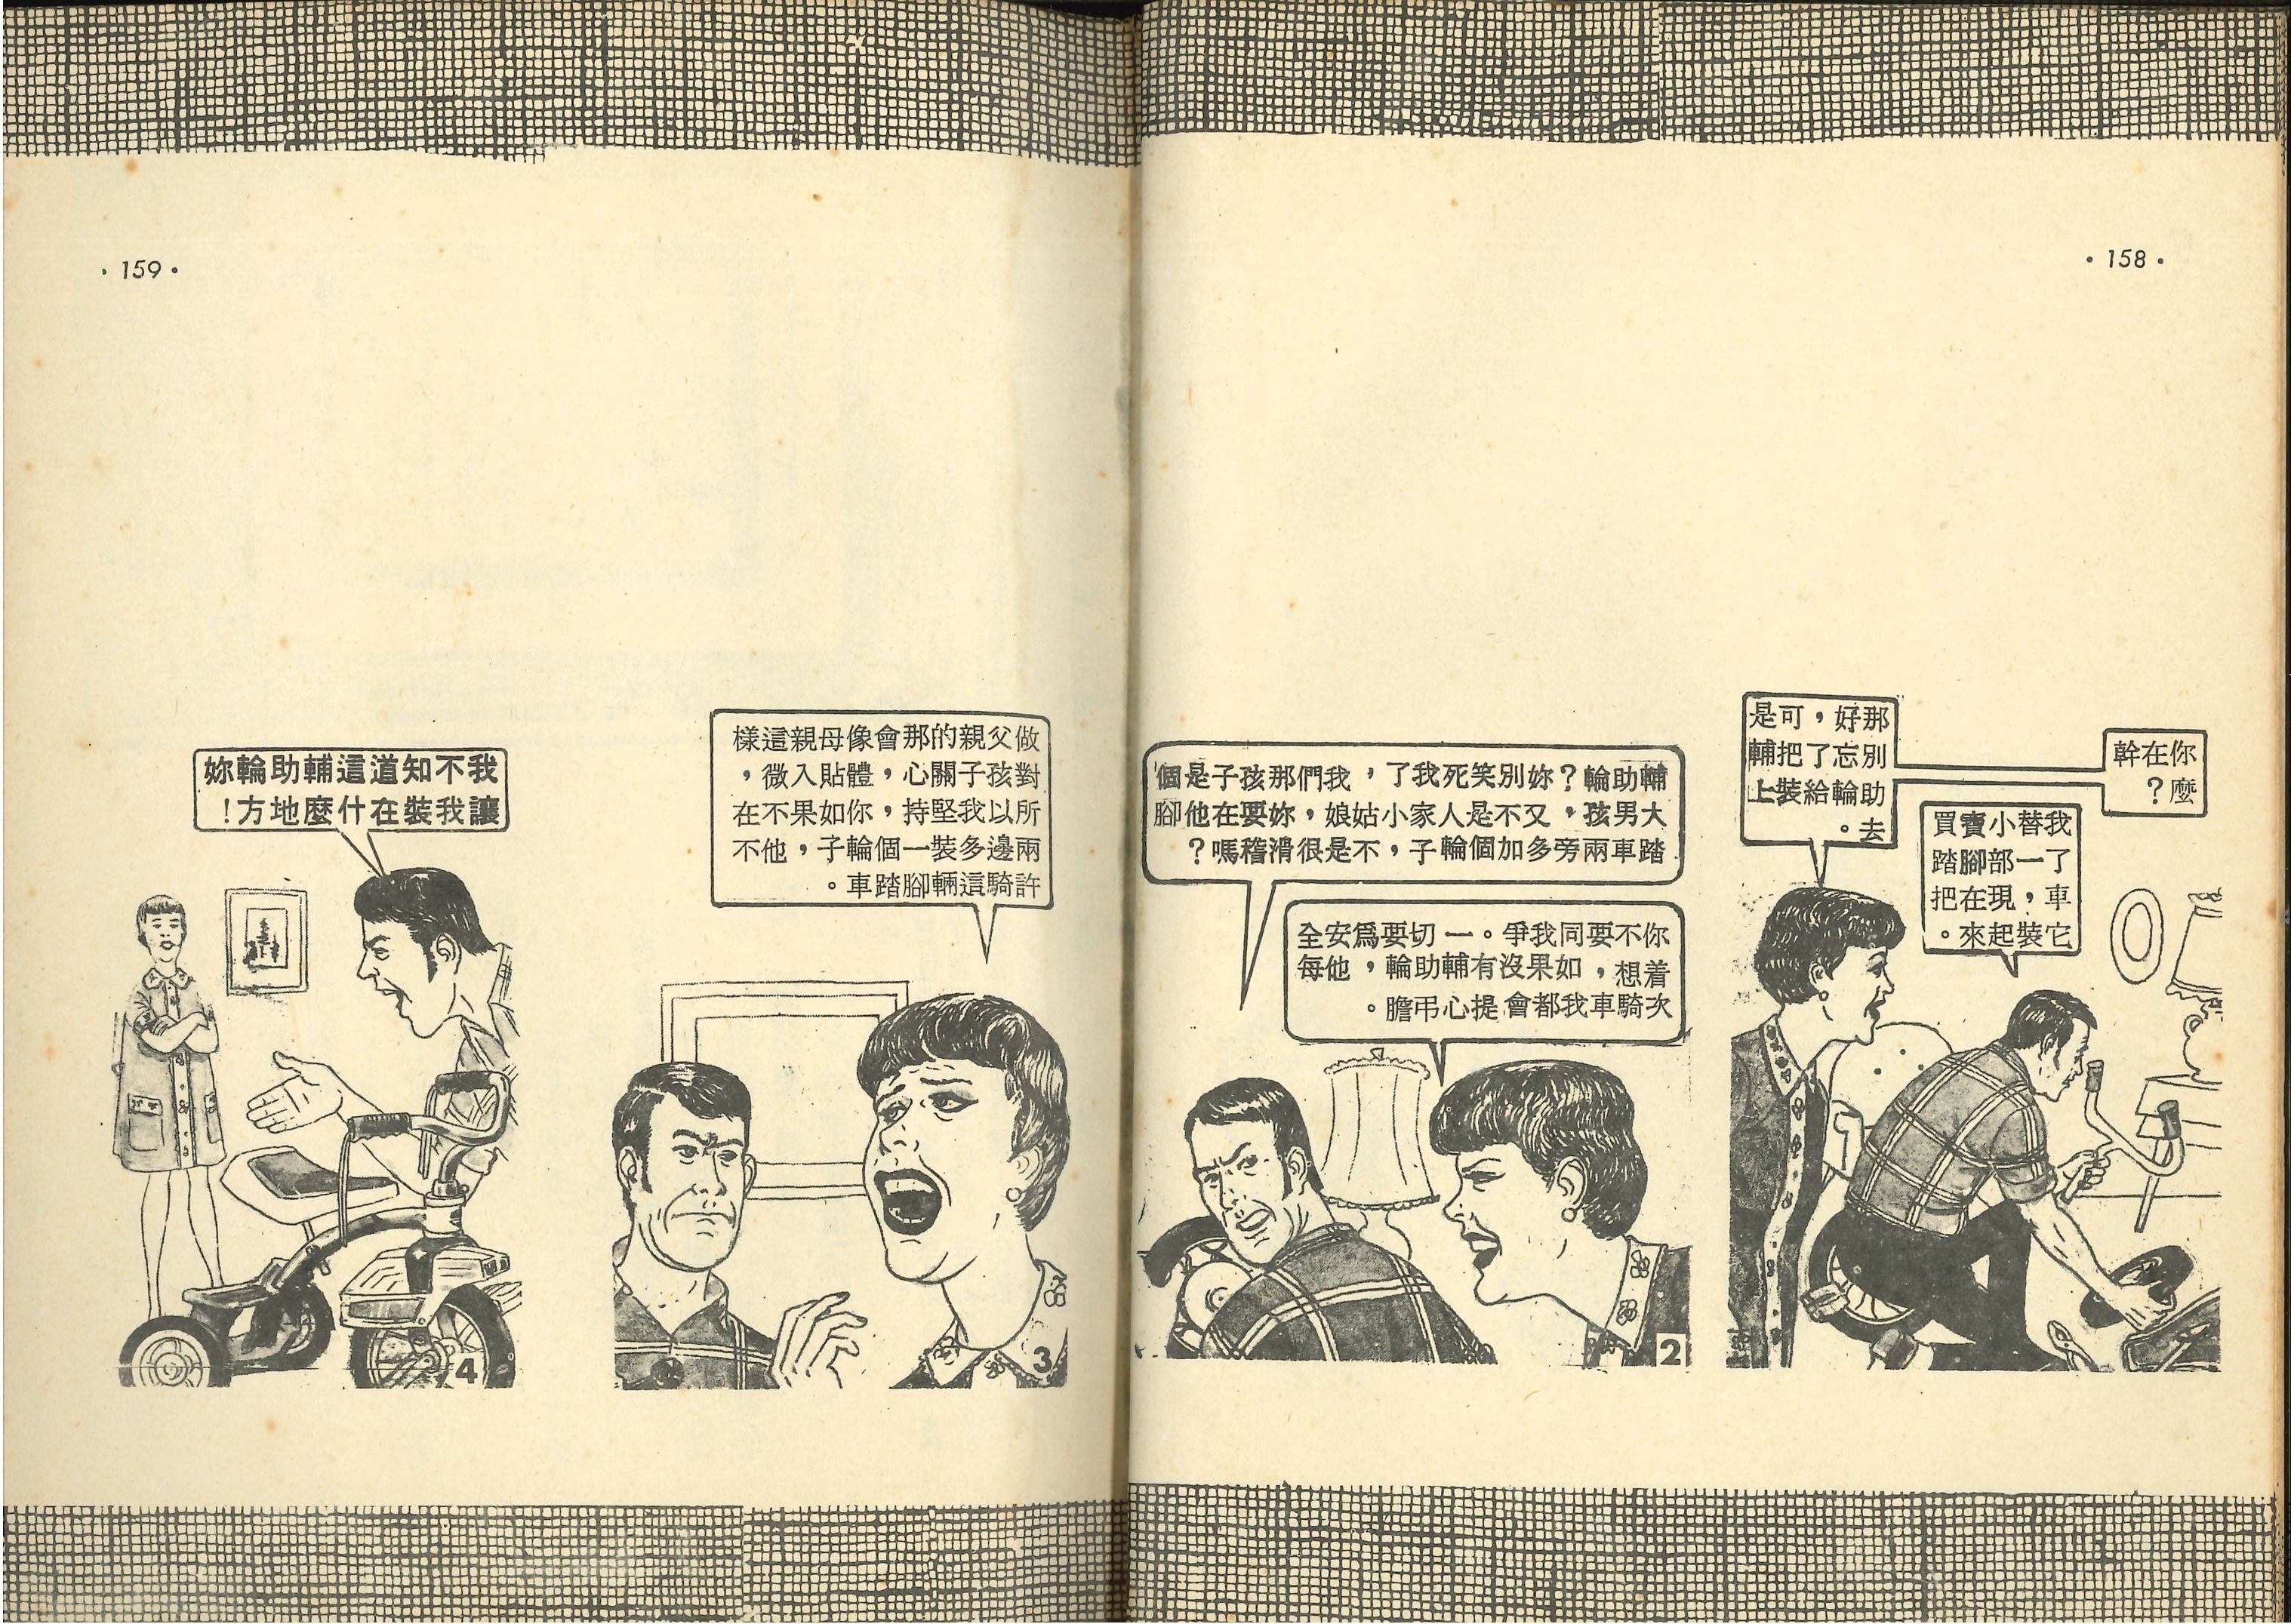 ·158·
你在幹
麼？
那好，可是
別忘了把輔
助輪給裝上
去。
我替小寶買
了一部腳踏
車，現在把
它裝起來。
輔助輪？妳別笑死我了，我們那孩子是個
大男孩，又不是人家小姑娘，妳要在他腳
踏車兩旁多加個輪子，不是很滑稽嗎？
你不要同我爭。一切要爲安全
着想，如果沒有輔助輪，他每
次騎車我都會提心弔膽。
2
·159·
做父親的那會像母親這樣
對孩子關心，體貼入微，
所以我堅持，你如果不在
兩邊多裝一個輪子，他不
許騎這輛腳踏車。
3
我不知道這輔助輪妳
讓我裝在什麼地方！
4